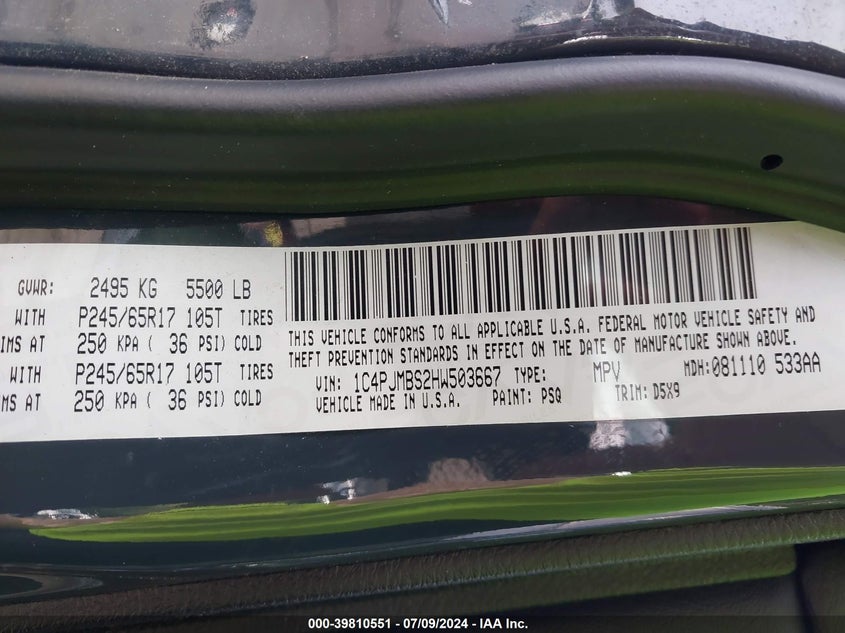 GVWR: 2495 KG 5500 LB
WITH P245/65R17 105T TIRES
IMS AT 250 KPA ( 36 PSI) COLD
WITH P245/65R17 105T TIRES
IMS AT 250 KPA ( 36 PSI) COLD
THIS VEHICLE CONFORMS TO ALL APPLICABLE U.S.A. FEDERAL MOTOR VEHICLE SAFETY AND
THEFT PREVENTION STANDARDS IN EFFECT ON THE DATE OF MANUFACTURE SHOWN ABOVE.
VIN: 1C4PJMBS2HW503667 TYPE: MPV MDH:081110 533AA
VEHICLE MADE IN U.S.A. PAINT: PSQ TRIM: D5X9
000-39810551 - 07/09/2024 - IAA Inc.